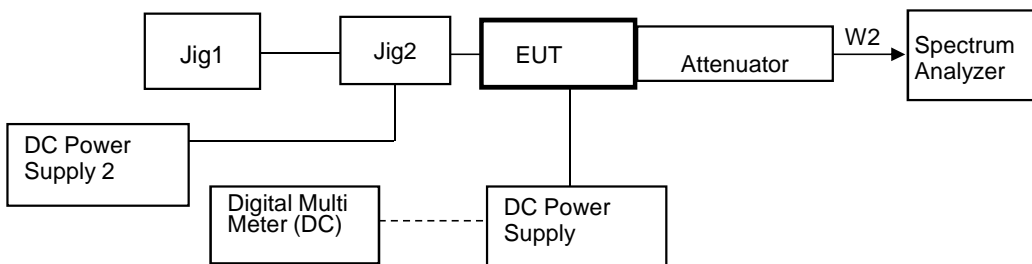 Jig1
Jig2
EUT
Attenuator
W2
Spectrum
Analyzer
DC Power
Supply 2
Digital Multi
Meter (DC)
DC Power
Supply